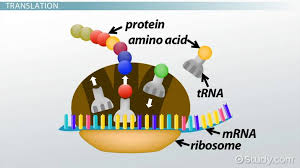 TRANSLATION
protein
amino acid
tRNA
mRNA
ribosome
Study.com